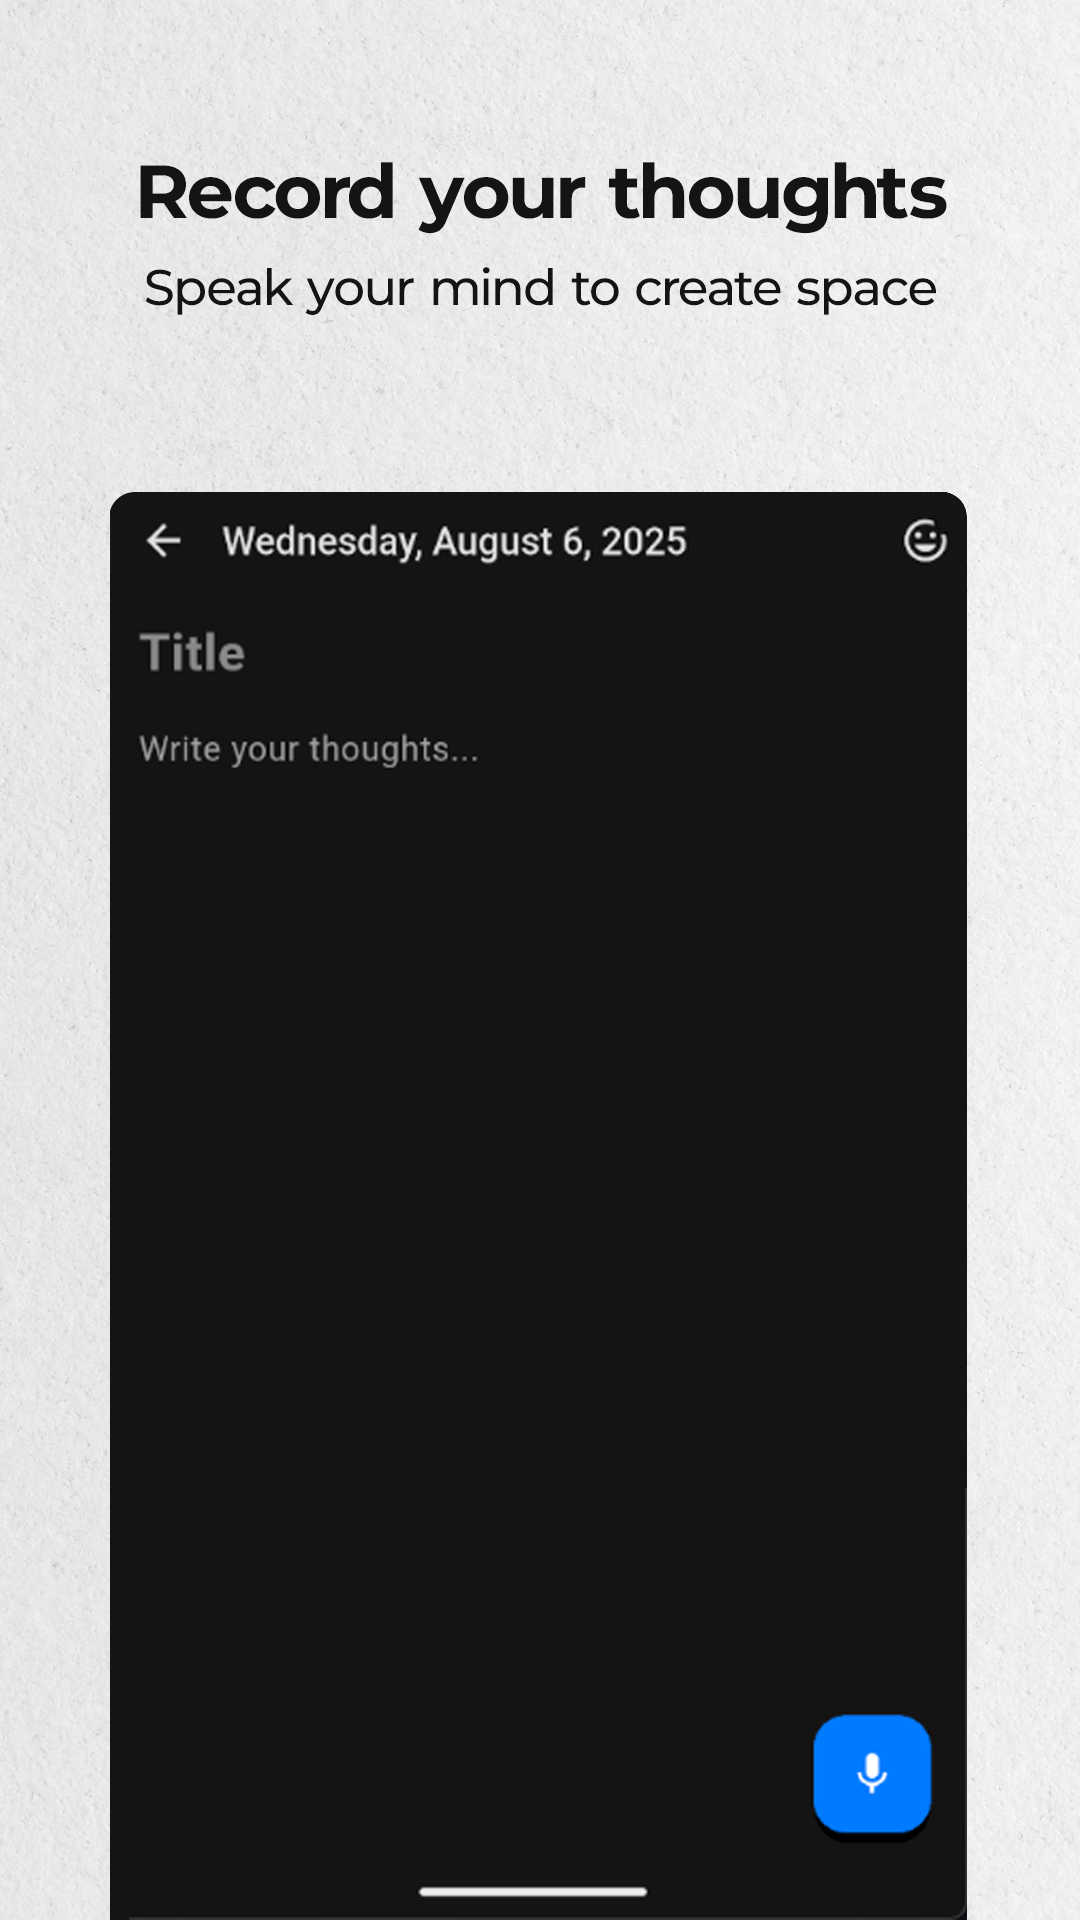 Record your thoughts
Speak your mind to create space
Wednesday, August 6, 2025
Title
Write your thoughts...